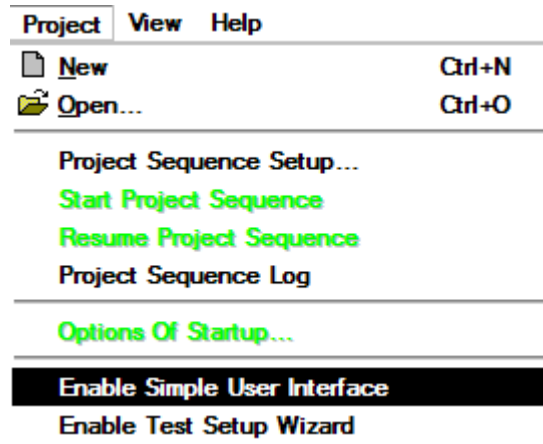 Project View Help
New Ctrl+N
Open... Ctrl+O
Project Sequence Setup...
Start Project Sequence
Resume Project Sequence
Project Sequence Log
Options Of Startup...
Enable Simple User Interface
Enable Test Setup Wizard